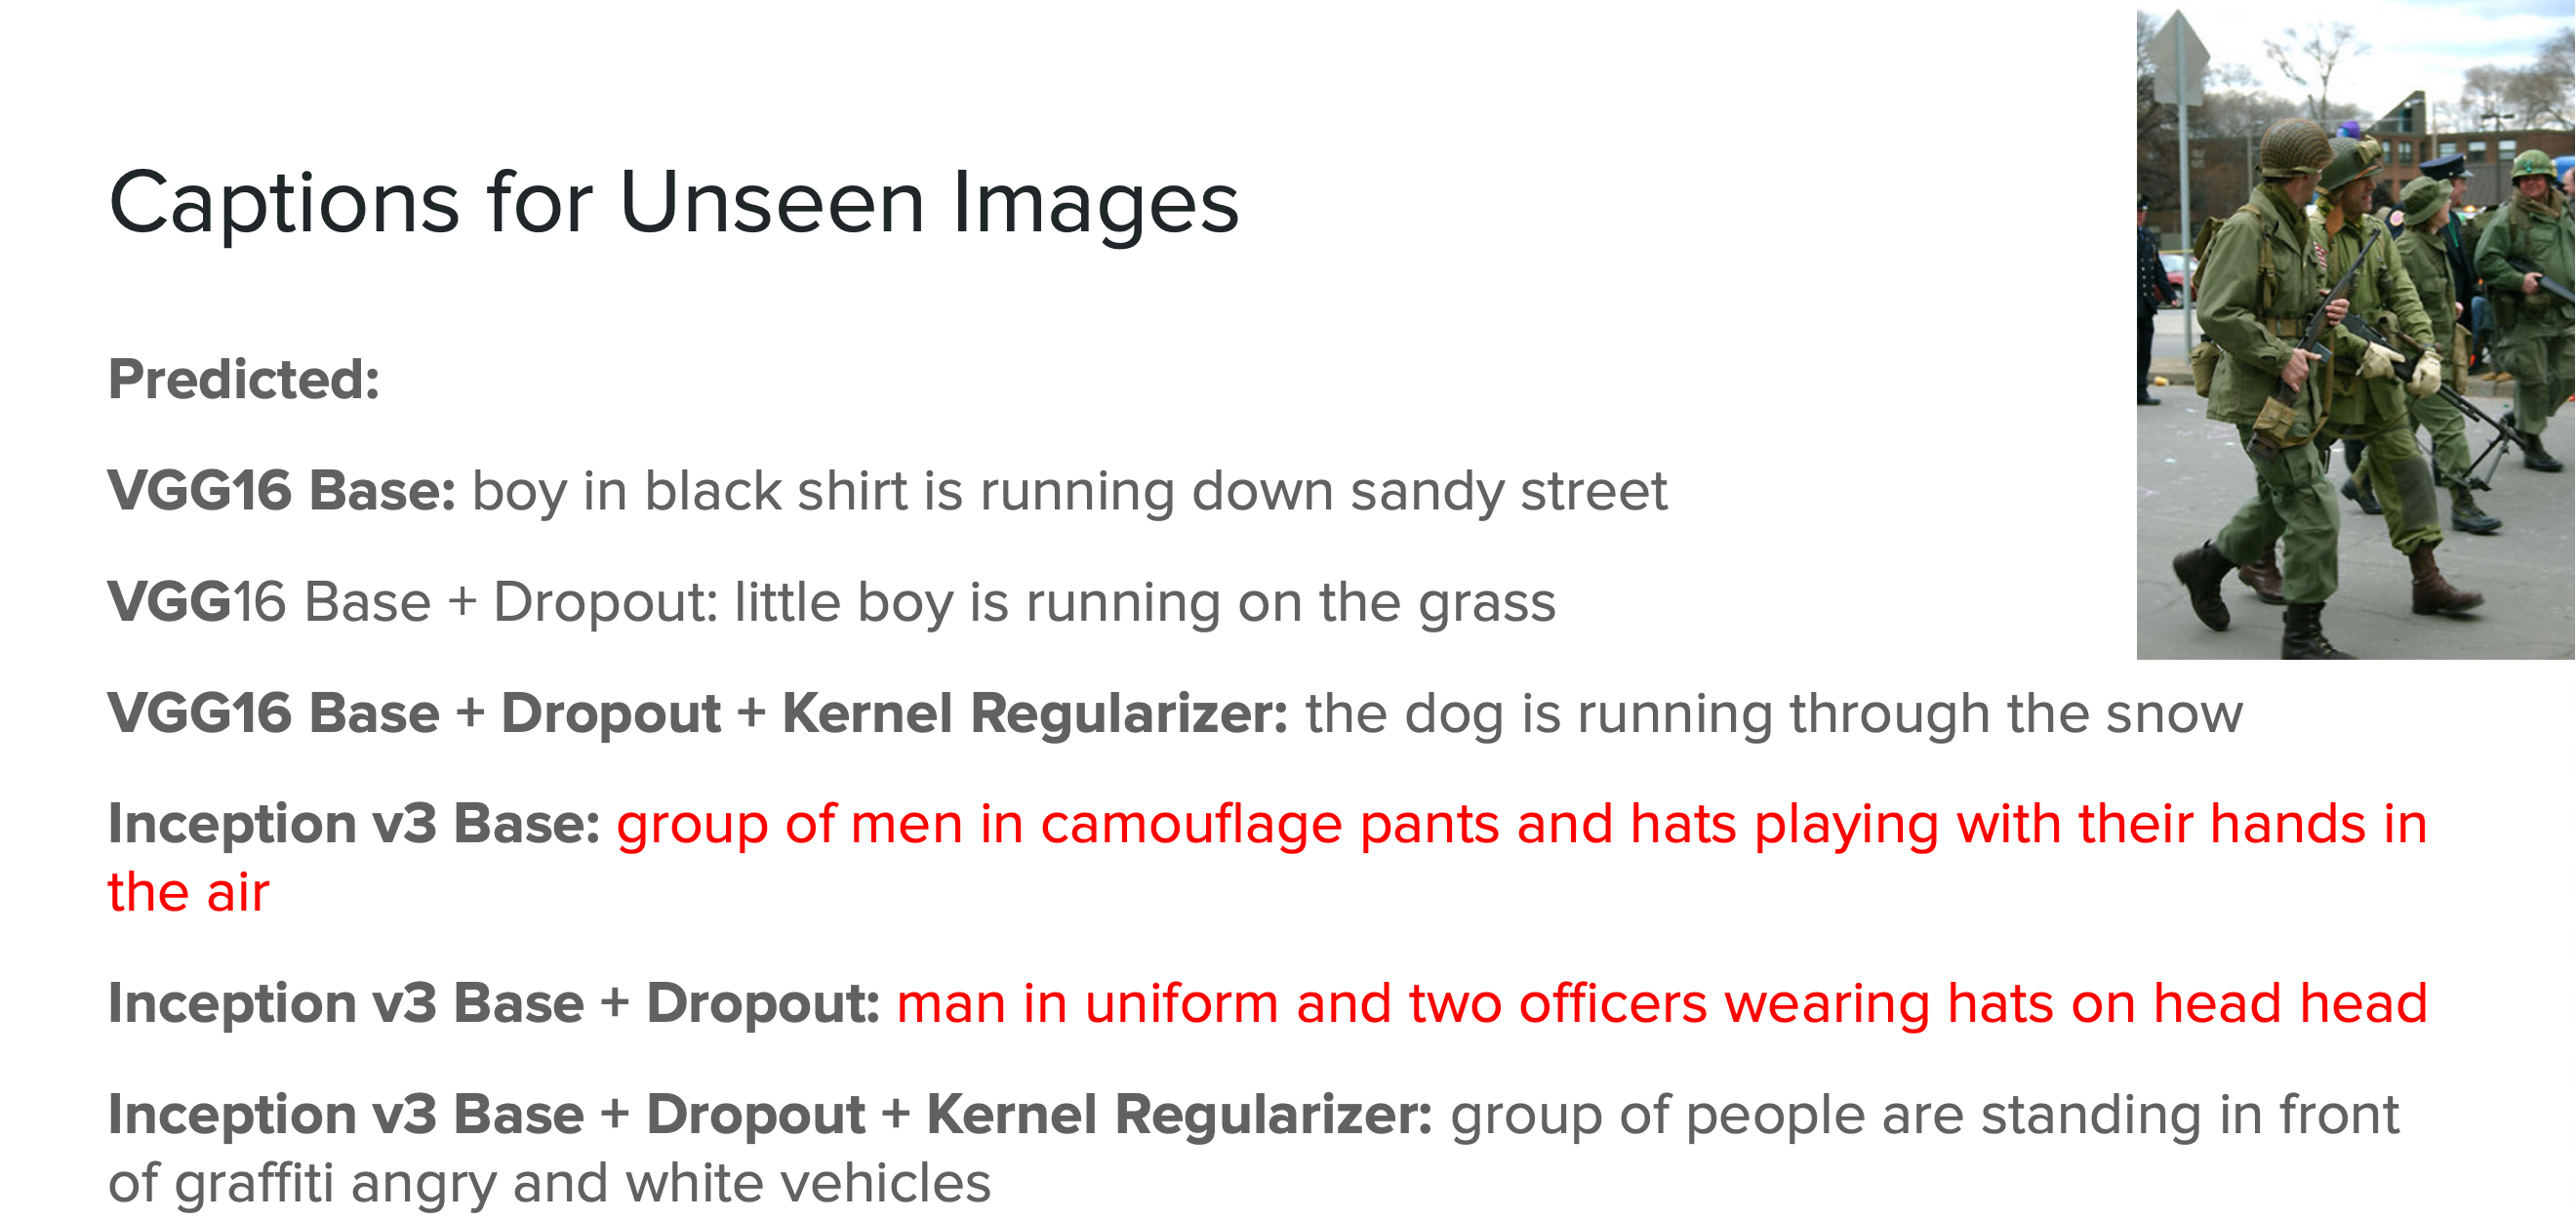 Captions for Unseen Images
Predicted:
VGG16 Base: boy in black shirt is running down sandy street
VGG16 Base + Dropout: little boy is running on the grass
VGG16 Base + Dropout + Kernel Regularizer: the dog is running through the snow
Inception v3 Base: group of men in camouflage pants and hats playing with their hands in
the air
Inception v3 Base + Dropout: man in uniform and two officers wearing hats on head head
Inception v3 Base + Dropout + Kernel Regularizer: group of people are standing in front
of graffiti angry and white vehicles